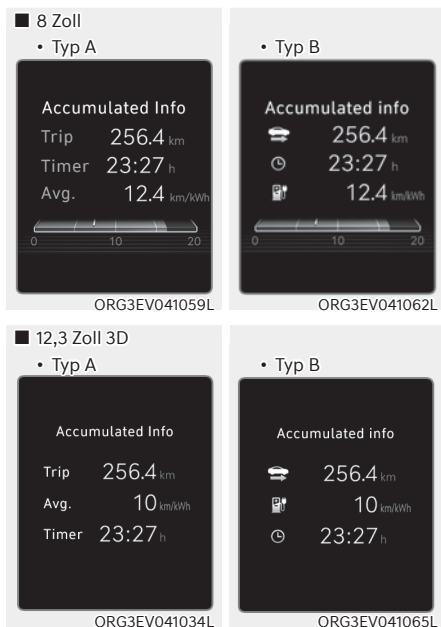 ■ 8 Zoll
• Typ A
Accumulated Info
Trip 256.4 km
Timer 23:27 h
Avg. 12.4 km/kWh
0 10 20
ORG3EV041059L
• Typ B
Accumulated info
256.4 km
23:27 h
12.4 km/kWh
0 10 20
ORG3EV041062L
■ 12,3 Zoll 3D
• Typ A
Accumulated Info
Trip 256.4 km
Avg. 10 km/kWh
Timer 23:27 h
ORG3EV041034L
• Typ B
Accumulated info
256.4 km
10 km/kWh
23:27 h
ORG3EV041065L